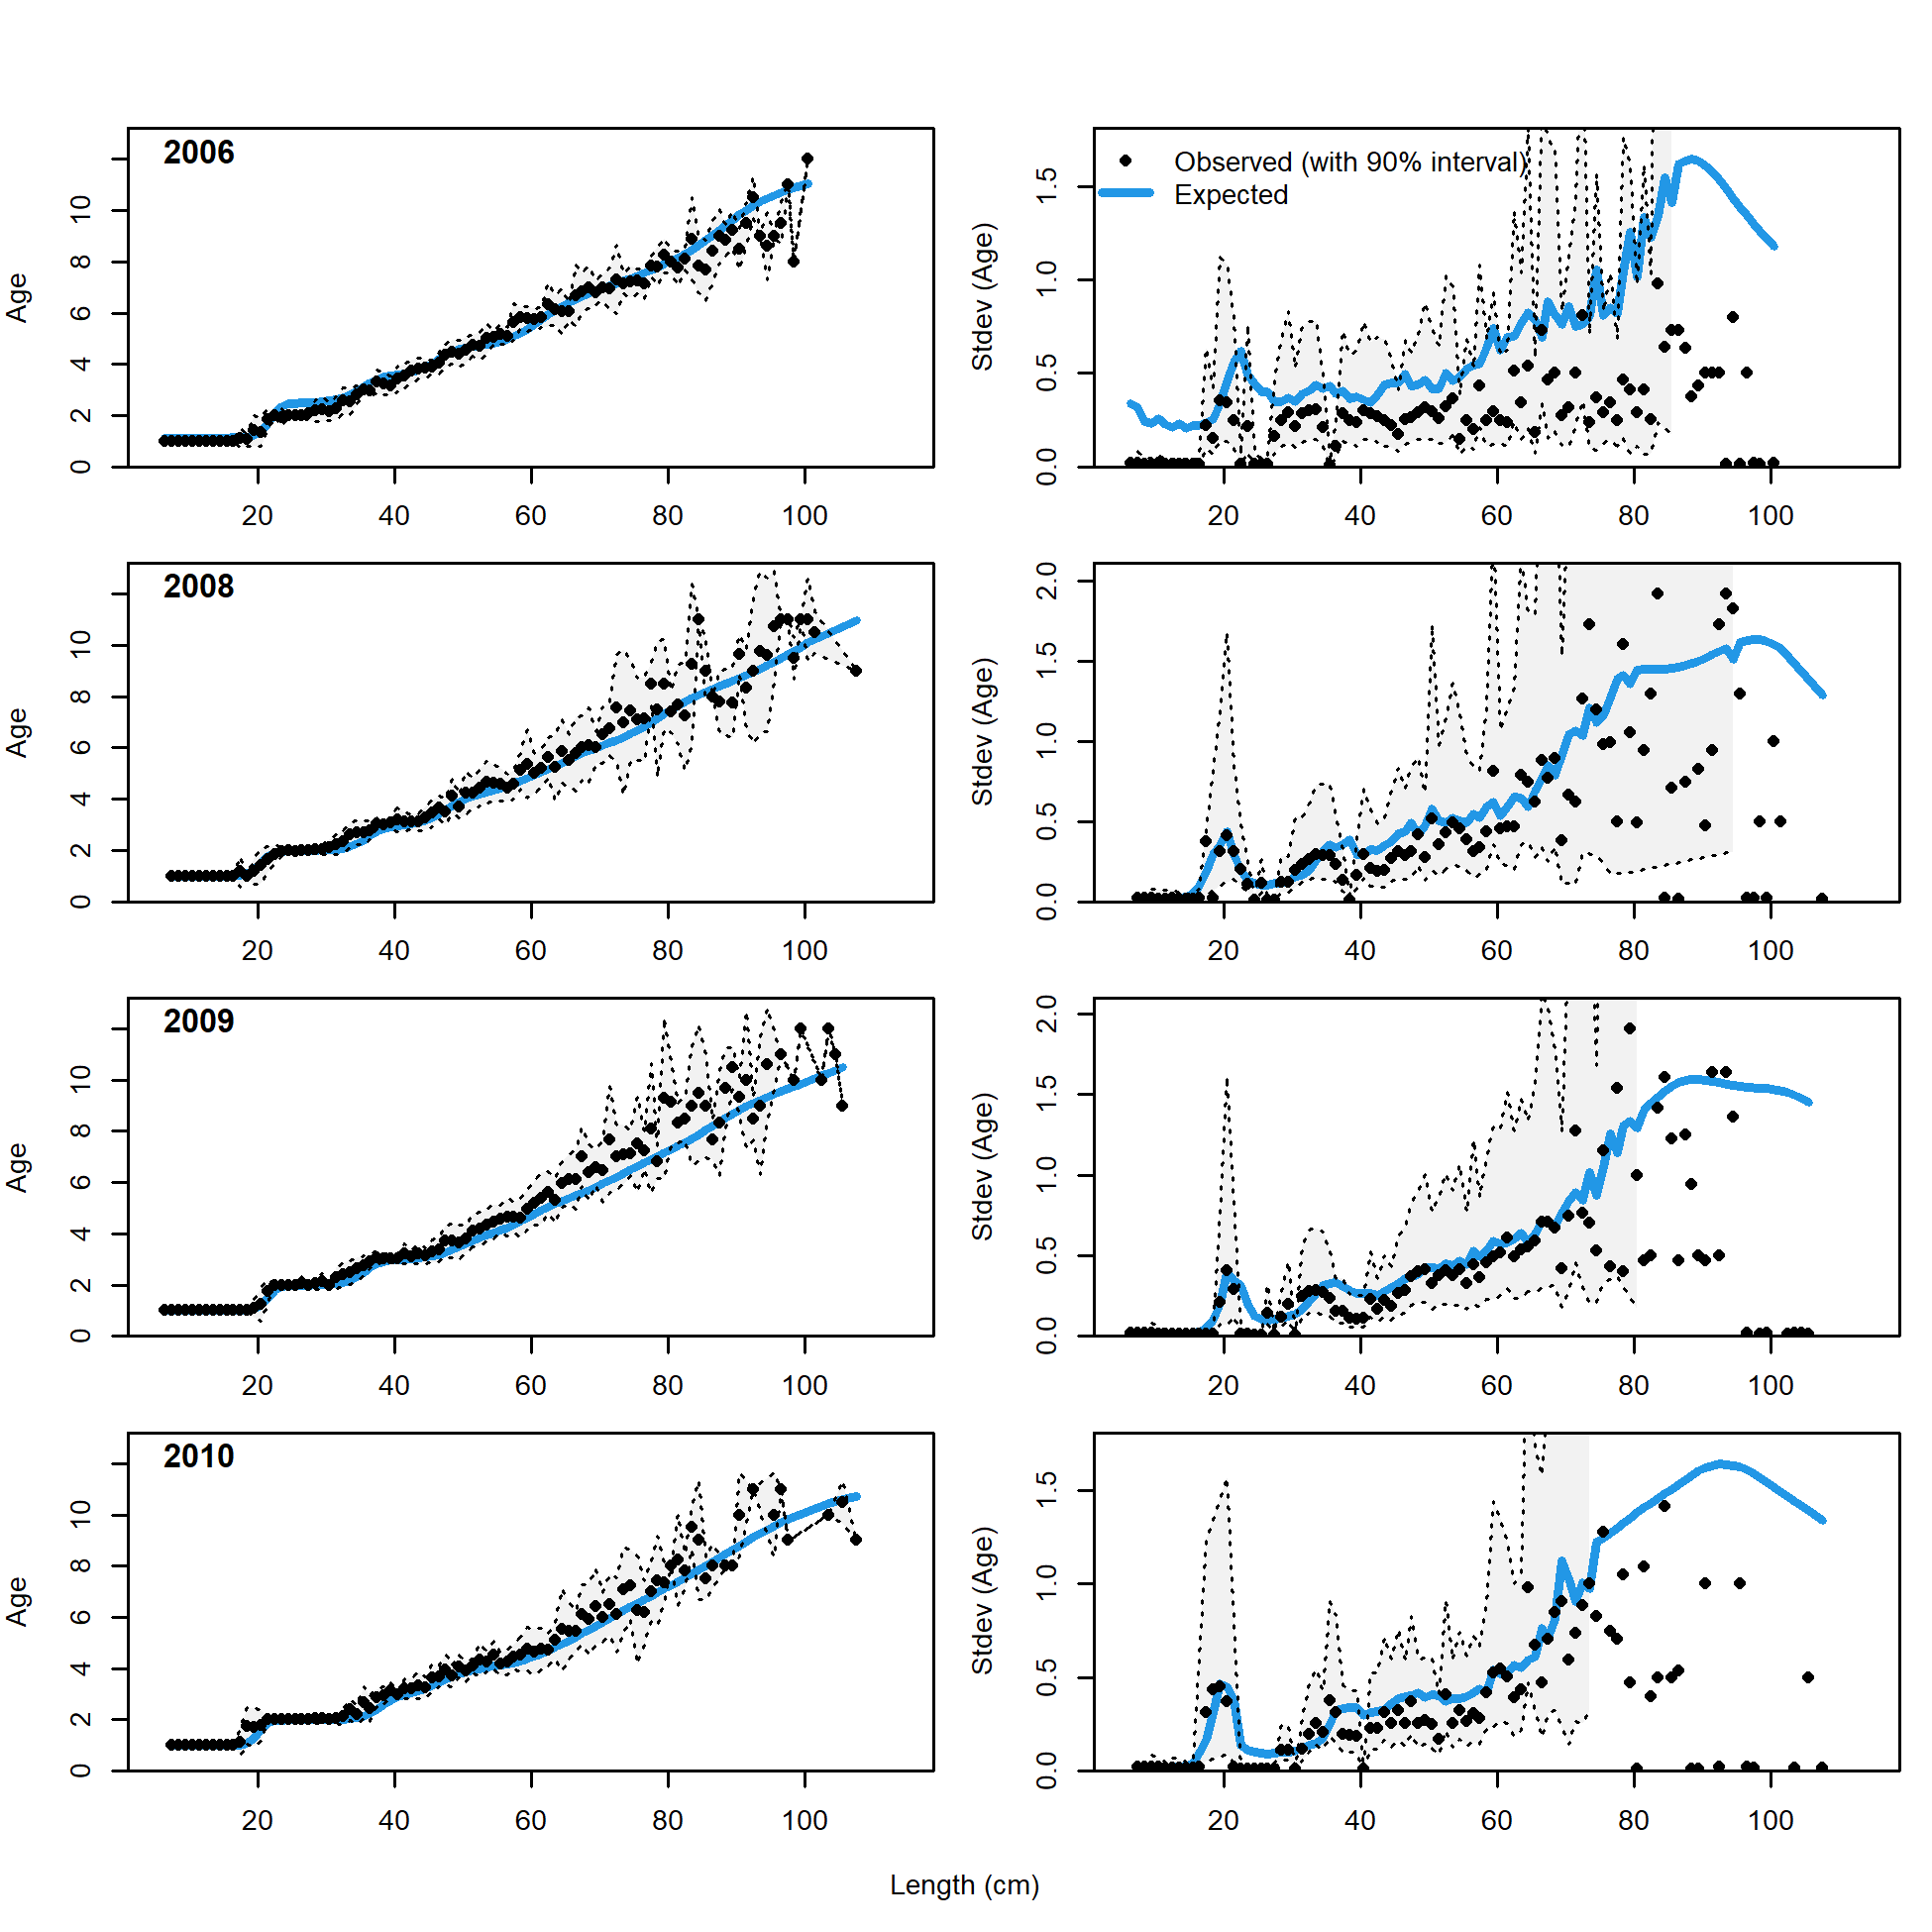 2006
Age
0 2 4 6 8 10
20 40 60 80 100
Observed (with 90% interval)
Expected
Stdev (Age)
0.0 0.5 1.0 1.5
20 40 60 80 100
2008
Age
0 2 4 6 8 10
20 40 60 80 100
Stdev (Age)
0.0 0.5 1.0 1.5 2.0
20 40 60 80 100
2009
Age
0 2 4 6 8 10
20 40 60 80 100
Stdev (Age)
0.0 0.5 1.0 1.5 2.0
20 40 60 80 100
2010
Age
0 2 4 6 8 10
20 40 60 80 100
Stdev (Age)
0.0 0.5 1.0 1.5
20 40 60 80 100
Length (cm)